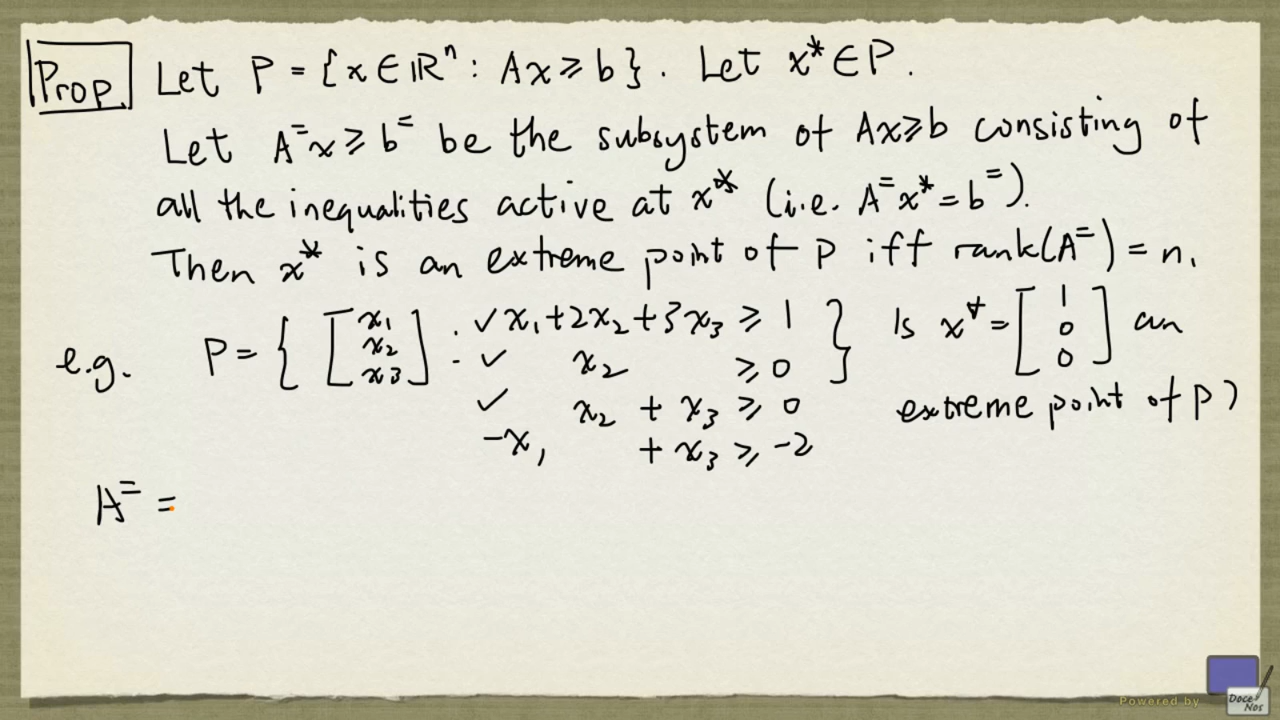 Prop. Let P = { x ∈ ℝⁿ : Ax ≥ b } . Let x* ∈ P .
Let A⁼x ≥ b⁼ be the subsystem of Ax ≥ b consisting of
all the inequalities active at x* (i.e. A⁼x* = b⁼).
Then x* is an extreme point of P iff rank(A⁼) = n.
e.g. P = { [x₁ x₂ x₃] : ✓ x₁ + 2x₂ + 3x₃ ≥ 1 } Is x* = [1 0 0] an
✓ x₂ ≥ 0
✓ x₂ + x₃ ≥ 0 extreme point of P?
-x₁ + x₃ ≥ -2
A⁼ =
Powered by
Doce Nos